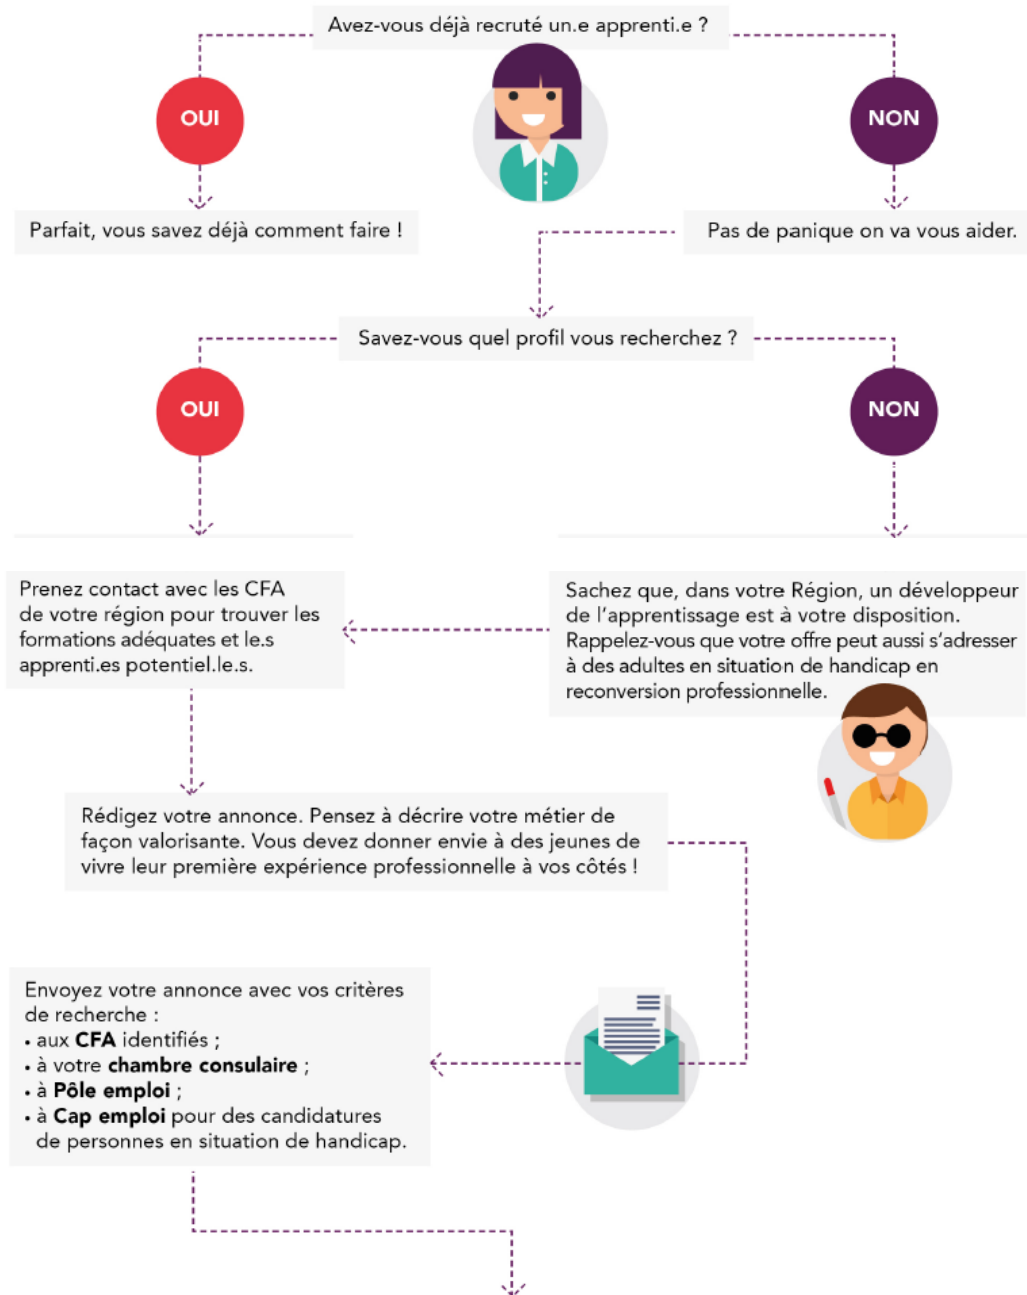 Avez-vous déjà recruté un.e apprenti.e ?
OUI
NON
Parfait, vous savez déjà comment faire !
Pas de panique on va vous aider.
Savez-vous quel profil vous recherchez ?
OUI
NON
Prenez contact avec les CFA
de votre région pour trouver les
formations adéquates et le.s
apprenti.es potentiel.le.s.
Sachez que, dans votre Région, un développeur
de l’apprentissage est à votre disposition.
Rappelez-vous que votre offre peut aussi s’adresser
à des adultes en situation de handicap en
reconversion professionnelle.
Rédigez votre annonce. Pensez à décrire votre métier de
façon valorisante. Vous devez donner envie à des jeunes de
vivre leur première expérience professionnelle à vos côtés !
Envoyez votre annonce avec vos critères
de recherche :
• aux CFA identifiés ;
• à votre chambre consulaire ;
• à Pôle emploi ;
• à Cap emploi pour des candidatures
de personnes en situation de handicap.